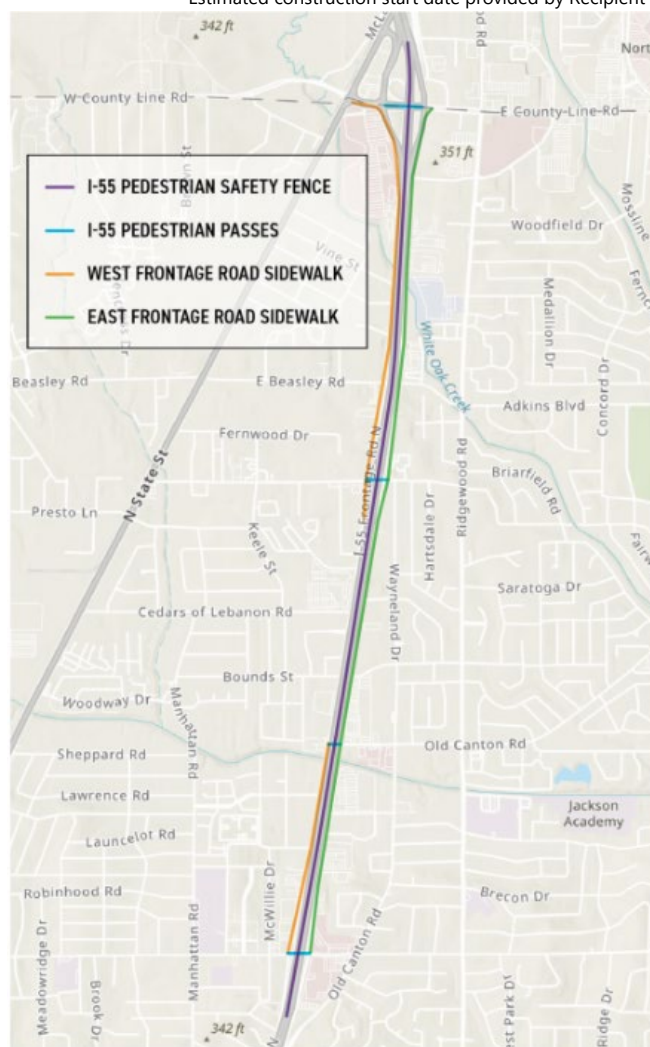 Estimated construction start date provided by Recipient
342 ft
W County Line Rd
E County Line Rd
351 ft
I-55 PEDESTRIAN SAFETY FENCE
I-55 PEDESTRIAN PASSES
WEST FRONTAGE ROAD SIDEWALK
EAST FRONTAGE ROAD SIDEWALK
Woodfield Dr
Mossline
Vine St
Medallion Dr
White Oak Creek
Concord Dr
Beasley Rd
E Beasley Rd
Adkins Blvd
Fernwood Dr
N State St
I-55 Frontage Rd N
Ridgewood Rd
Briarfield Rd
Presto Ln
Keele St
Hartsdale Dr
Wayneland Dr
Saratoga Dr
Cedars of Lebanon Rd
Bounds St
Woodway Dr
Manhattan Rd
Sheppard Rd
Old Canton Rd
Lawrence Rd
Jackson
Academy
Launcelot Rd
McWillie Dr
Robinhood Rd
Brecon Dr
Manhattan Rd
Old Canton Rd
Meadowridge Dr
Brook Dr
342 ft
Ridge Dr